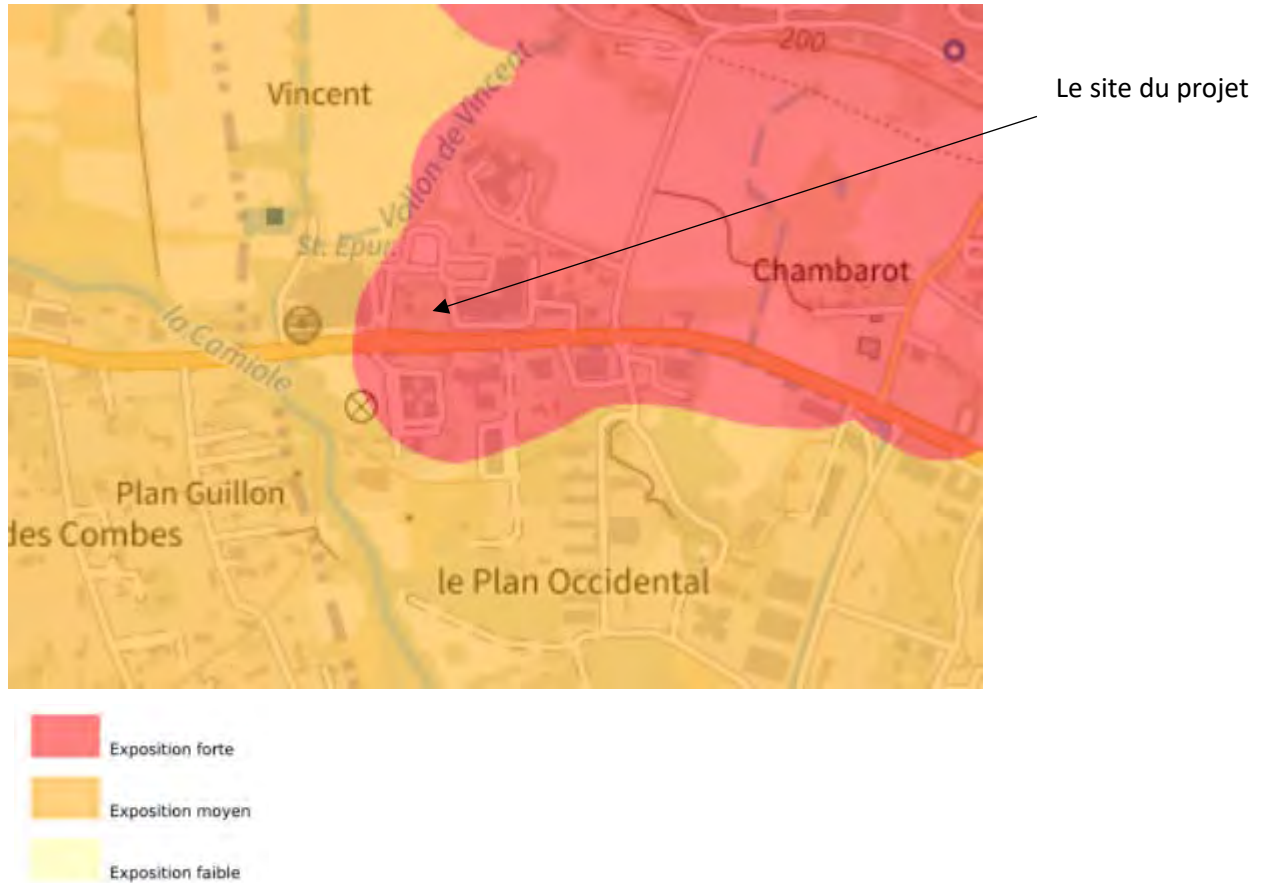 200
Vincent
Vallon de Vincent
Le site du projet
St. Epur.
Chambarot
la Camiole
Plan Guillon
des Combes
le Plan Occidental
Exposition forte
Exposition moyen
Exposition faible